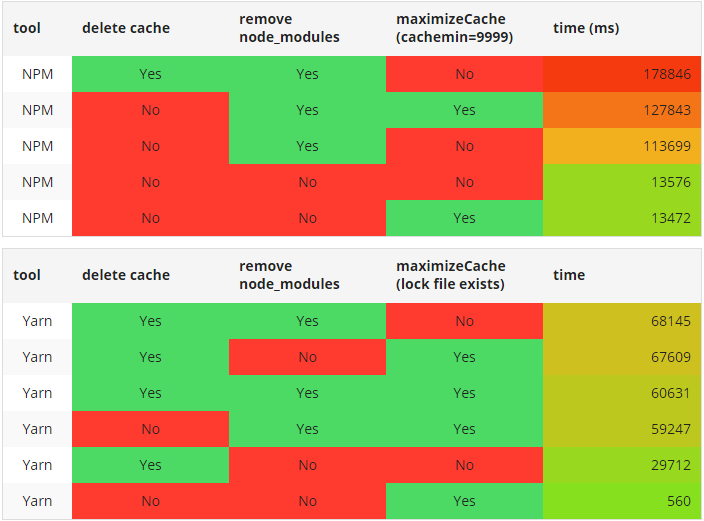 tool delete cache remove node_modules maximizeCache (cachemin=9999) time (ms)
NPM Yes Yes No 178846
NPM No Yes Yes 127843
NPM No Yes No 113699
NPM No No No 13576
NPM No No Yes 13472
tool delete cache remove node_modules maximizeCache (lock file exists) time
Yarn Yes Yes No 68145
Yarn Yes No Yes 67609
Yarn Yes Yes Yes 60631
Yarn No Yes Yes 59247
Yarn Yes No No 29712
Yarn No No Yes 560